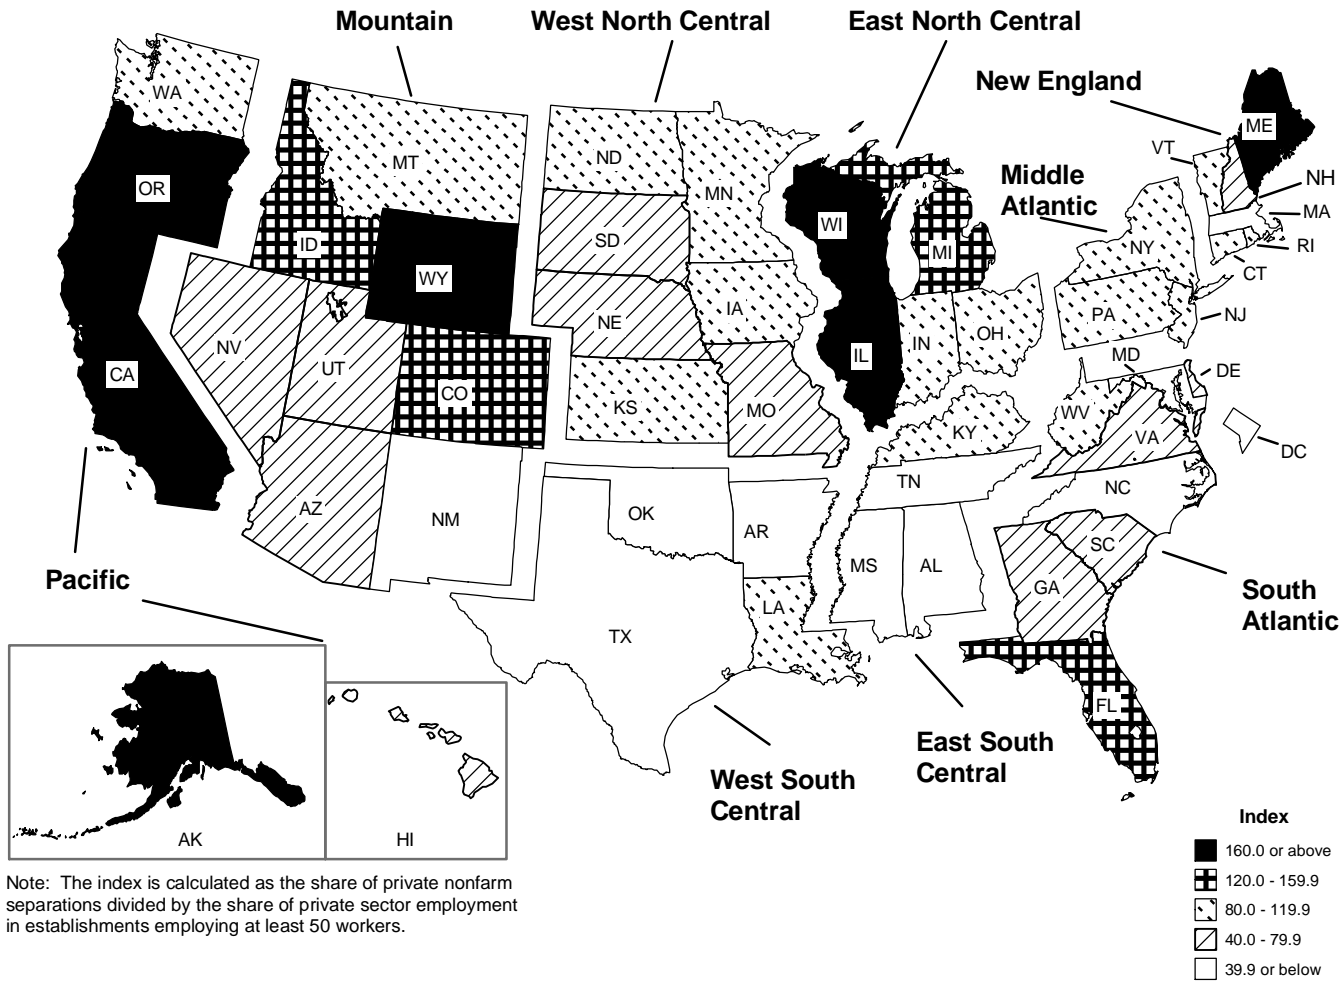 Mountain
West North Central
East North Central
New England
Middle
Atlantic
WA
OR
CA
MT
ID
WY
NV
UT
CO
AZ
NM
ND
SD
NE
KS
MN
IA
MO
WI
IL
MI
IN
OH
KY
TN
MS
AL
OK
AR
TX
LA
ME
VT
NH
MA
RI
CT
NY
PA
NJ
MD
DE
DC
WV
VA
NC
SC
GA
FL
Pacific
South
Atlantic
East South
Central
West South
Central
AK
HI
Note: The index is calculated as the share of private nonfarm
separations divided by the share of private sector employment
in establishments employing at least 50 workers.
Index
160.0 or above
120.0 - 159.9
80.0 - 119.9
40.0 - 79.9
39.9 or below